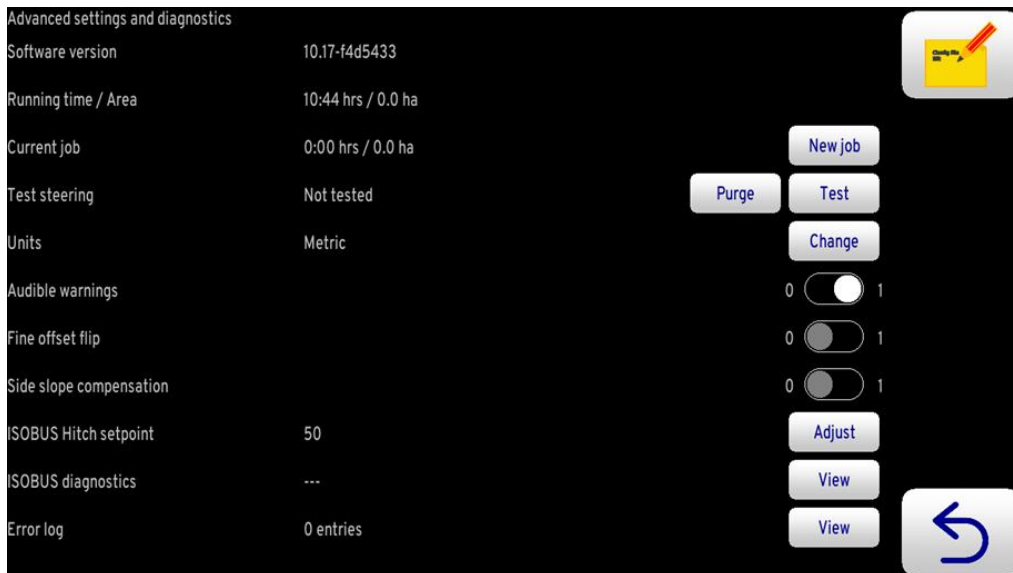 Advanced settings and diagnostics
Software version 10.17-f4d5433
Running time / Area 10:44 hrs / 0.0 ha
Current job 0:00 hrs / 0.0 ha New job
Test steering Not tested Purge Test
Units Metric Change
Audible warnings 0 1
Fine offset flip 0 1
Side slope compensation 0 1
ISOBUS Hitch setpoint 50 Adjust
ISOBUS diagnostics --- View
Error log 0 entries View